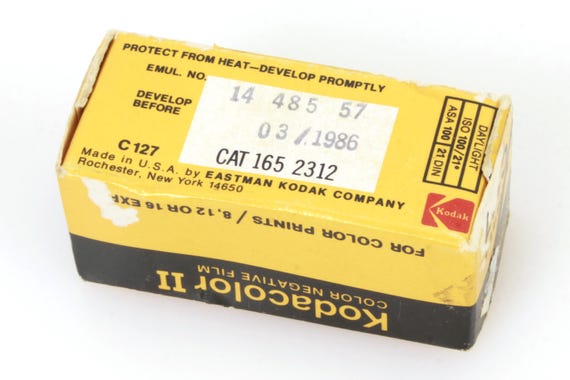 PROTECT FROM HEAT—DEVELOP PROMPTLY
EMUL. NO.
14 485 57
DEVELOP
BEFORE
03/1986
CAT 165 2312
C 127
Made in U.S.A. by EASTMAN KODAK COMPANY
Rochester, New York 14650
DAYLIGHT
ISO 100/21°
ASA 100 21 DIN
Kodak
FOR COLOR PRINTS / 8, 12 OR 16
Kodacolor II
COLOR NEGATIVE FILM